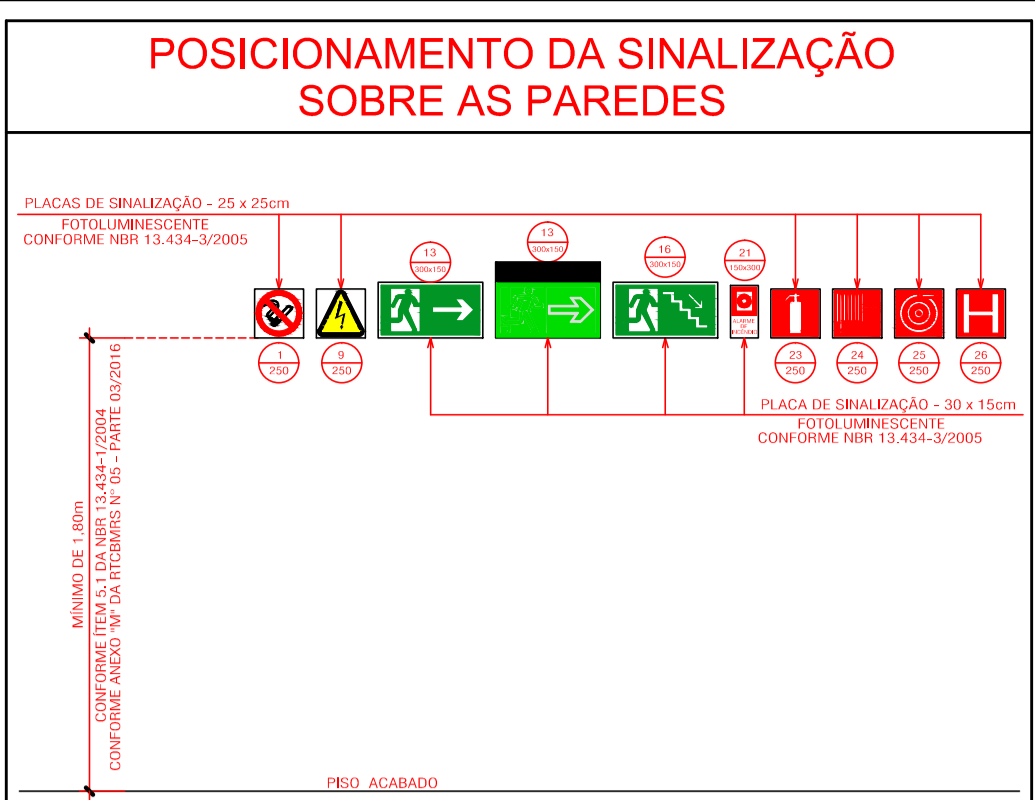 POSICIONAMENTO DA SINALIZAÇÃO
SOBRE AS PAREDES
PLACAS DE SINALIZAÇÃO - 25 x 25cm
FOTOLUMINESCENTE
CONFORME NBR 13.434-3/2005
13
300x150
13
300x150
16
300x150
21
150x300
ALARME
DE
INCÊNDIO
1
250
9
250
23
250
24
250
25
250
26
250
PLACA DE SINALIZAÇÃO - 30 x 15cm
FOTOLUMINESCENTE
CONFORME NBR 13.434-3/2005
MÍNIMO DE 1,80m
CONFORME ÍTEM 5.1 DA NBR 13.434-1/2004
CONFORME ANEXO "M" DA RTCBMRS N° 05 - PARTE 03/2016
PISO ACABADO